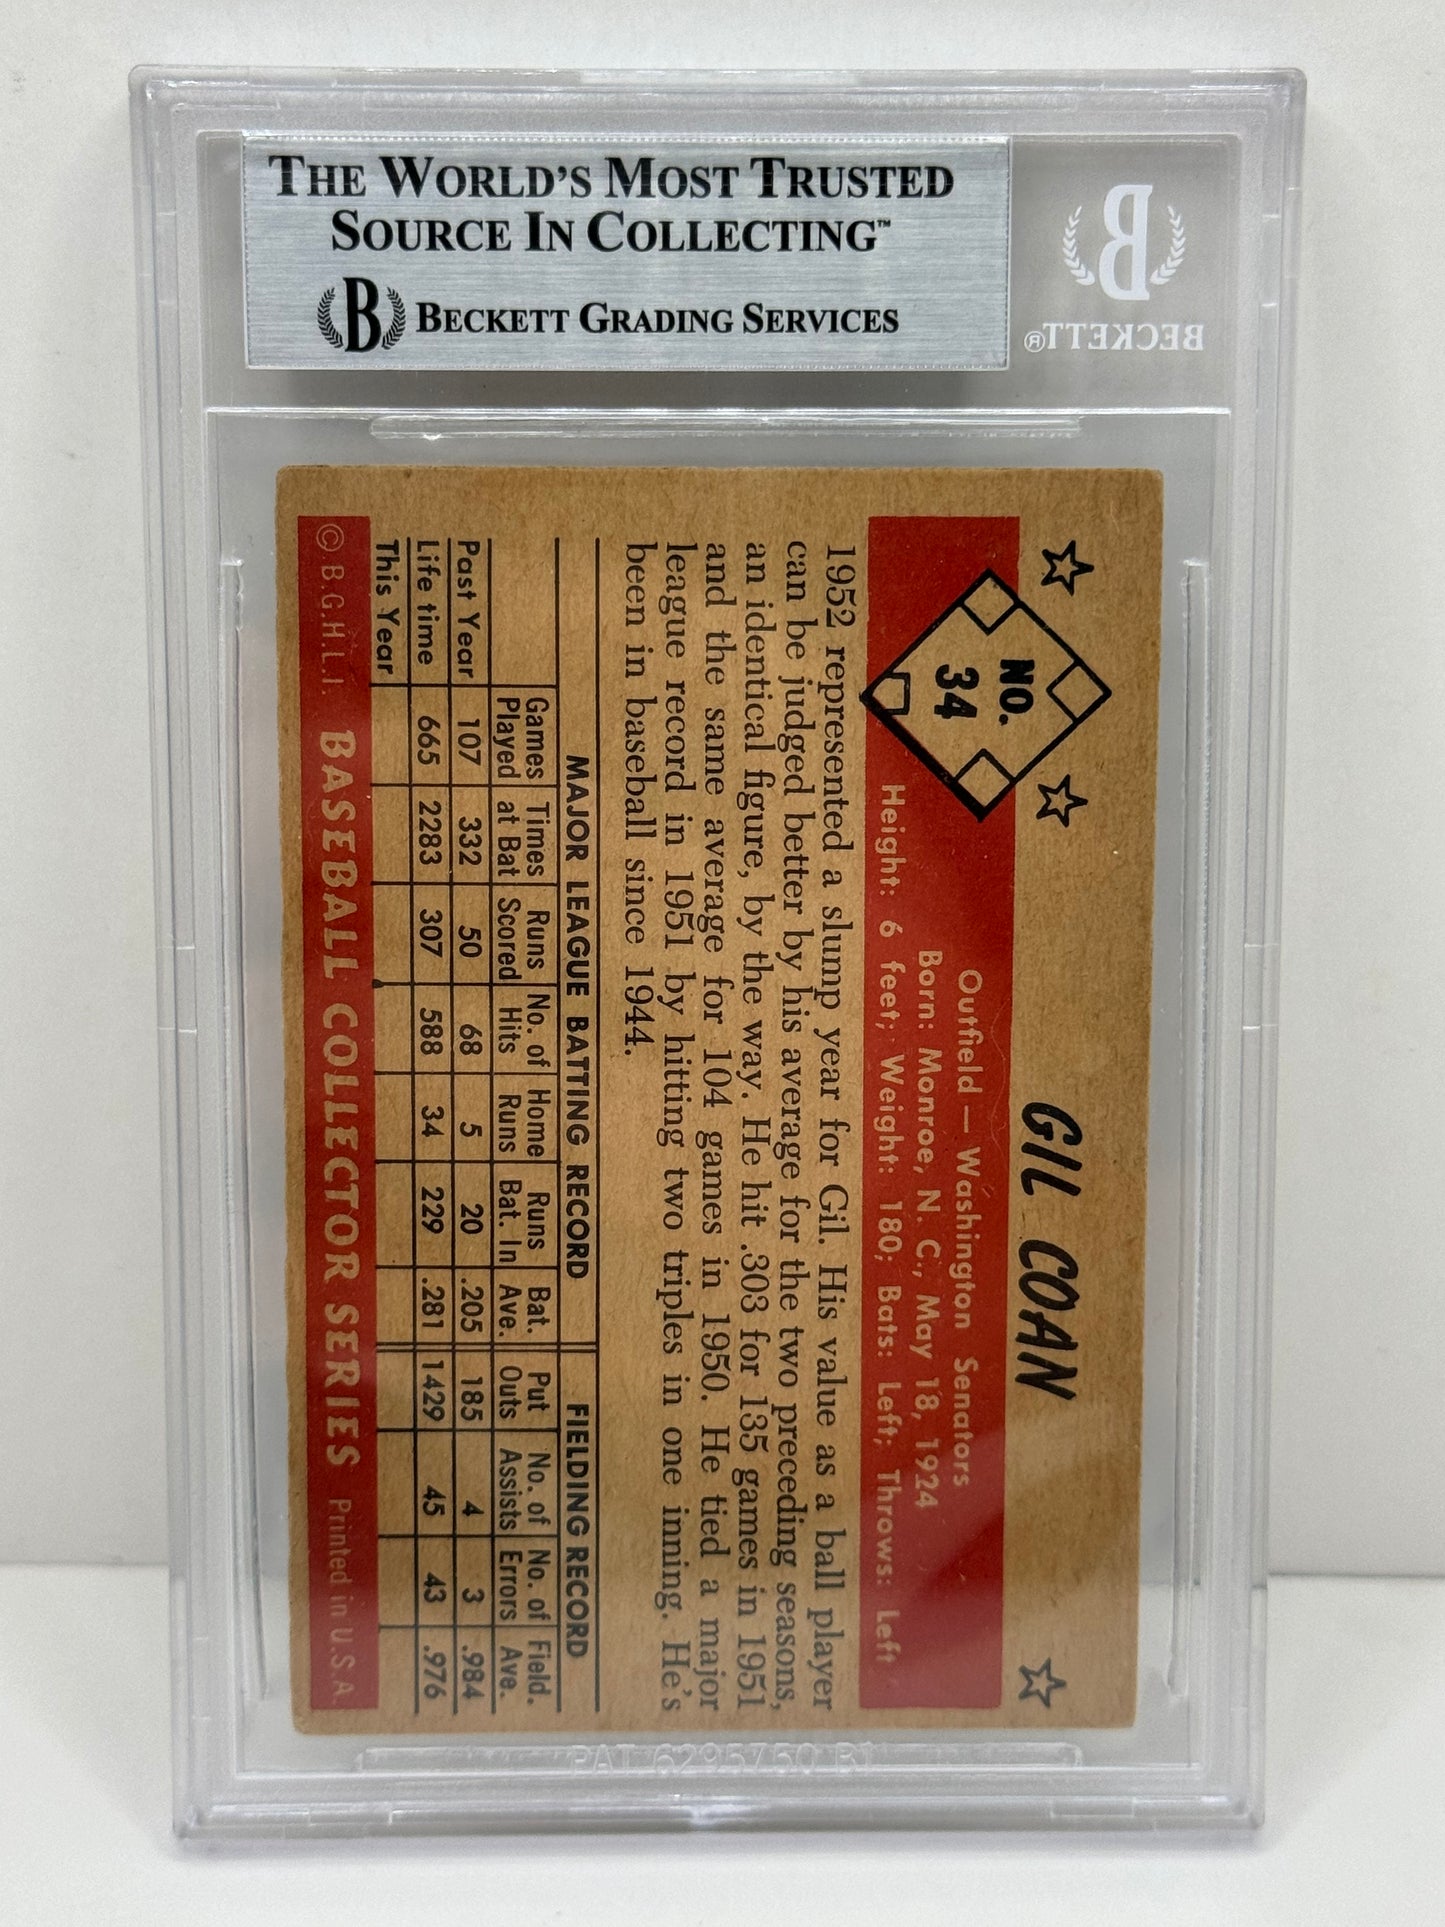 THE WORLD'S MOST TRUSTED
SOURCE IN COLLECTING™
B BECKETT GRADING SERVICES
B
BECKETT®
NO.
34
GIL COAN
Outfield — Washington Senators
Born: Monroe, N. C., May 18, 1924
Height: 6 feet; Weight: 180; Bats: Left; Throws: Left
1952 represented a slump year for Gil. His value as a ball player
can be judged better by his average for the two preceding seasons,
an identical figure, by the way. He hit .303 for 135 games in 1951
and the same average for 104 games in 1950. He tied a major
league record in 1951 by hitting two triples in one inning. He's
been in baseball since 1944.
MAJOR LEAGUE BATTING RECORD FIELDING RECORD
Games Times Runs No. of Home Runs Bat. Put No. of No. of Field.
Played at Bat Scored Hits Runs Bat. In Ave. Outs Assists Errors Ave.
Past Year 107 332 50 68 5 20 .205 185 4 3 .984
Life time 665 2283 307 588 34 229 .281 1429 45 43 .976
This Year
© B.G.H.L.I. BASEBALL COLLECTOR SERIES Printed in U.S.A.
PAT 6295750 B1